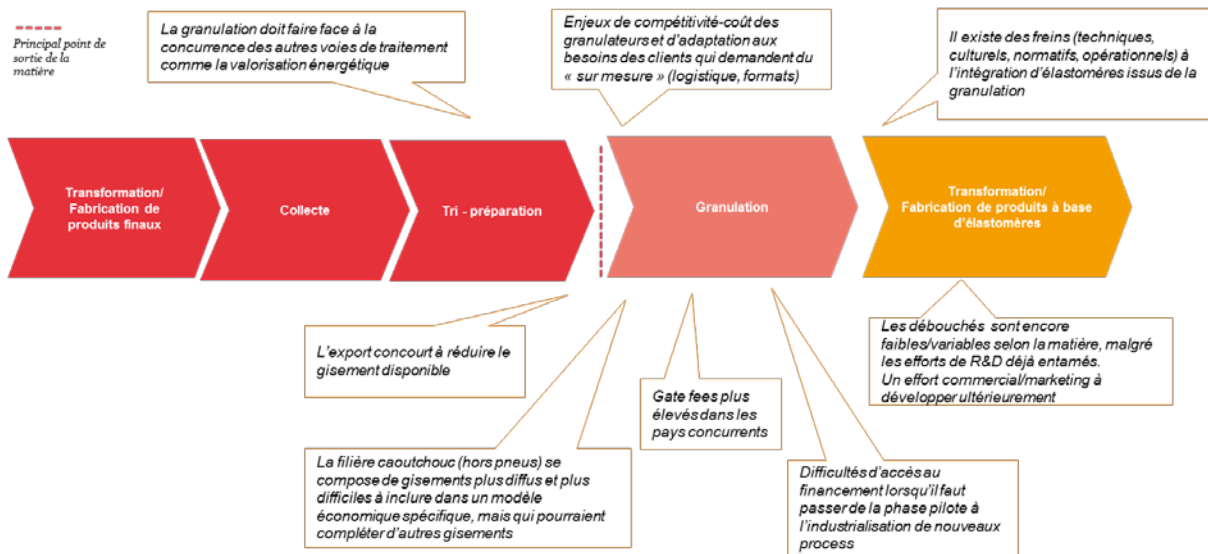 Principal point de
sortie de la
matière
La granulation doit faire face à la
concurrence des autres voies de traitement
comme la valorisation énergétique
Enjeux de compétitivité-coût des
granulateurs et d'adaptation aux
besoins des clients qui demandent du
« sur mesure » (logistique, formats)
Il existe des freins (techniques,
culturels, normatifs, opérationnels) à
l'intégration d'élastomères issus de la
granulation
Transformation/
Fabrication de
produits finaux
Collecte
Tri - préparation
Granulation
Transformation/
Fabrication de produits à base
d'élastomères
L'export concourt à réduire le
gisement disponible
La filière caoutchouc (hors pneus) se
compose de gisements plus diffus et plus
difficiles à inclure dans un modèle
économique spécifique, mais qui pourraient
compléter d'autres gisements
Gate fees plus
élevés dans les
pays concurrents
Difficultés d'accès au
financement lorsqu'il faut
passer de la phase pilote à
l'industrialisation de nouveaux
process
Les débouchés sont encore
faibles/variables selon la matière, malgré
les efforts de R&D déjà entamés.
Un effort commercial/marketing à
développer ultérieurement